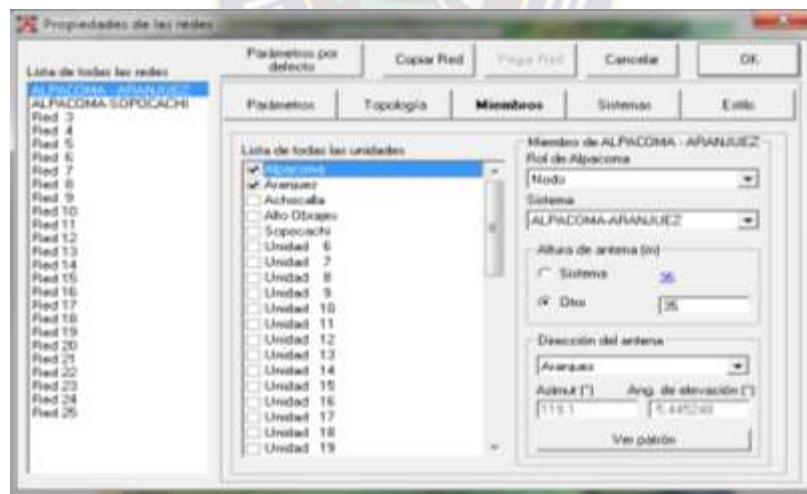 Propiedades de las redes
Lista de todas las redes
ALPACOMA - ARANJUEZ
ALPACOMA-SOPOCACHI
Red 3
Red 4
Red 5
Red 6
Red 7
Red 8
Red 9
Red 10
Red 11
Red 12
Red 13
Red 14
Red 15
Red 16
Red 17
Red 18
Red 19
Red 20
Red 21
Red 22
Red 23
Red 24
Red 25
Parámetros por defecto
Copiar Red
Pegar Red
Cancelar
OK
Parámetros
Topología
Miembros
Sistemas
Estilo
Lista de todas las unidades
Alpacoma
Aranjuez
Achocalla
Alto Obrajes
Sopocachi
Unidad 6
Unidad 7
Unidad 8
Unidad 9
Unidad 10
Unidad 11
Unidad 12
Unidad 13
Unidad 14
Unidad 15
Unidad 16
Unidad 17
Unidad 18
Unidad 19
Miembro de ALPACOMA - ARANJUEZ
Rol de Alpacoma
Nodo
Sistema
ALPACOMA-ARANJUEZ
Altura de antena (m)
Sistema 35
Otro 35
Dirección del antena
Aranjuez
Azimut (°) Ang. de elevación (°)
119.1
Ver patrón